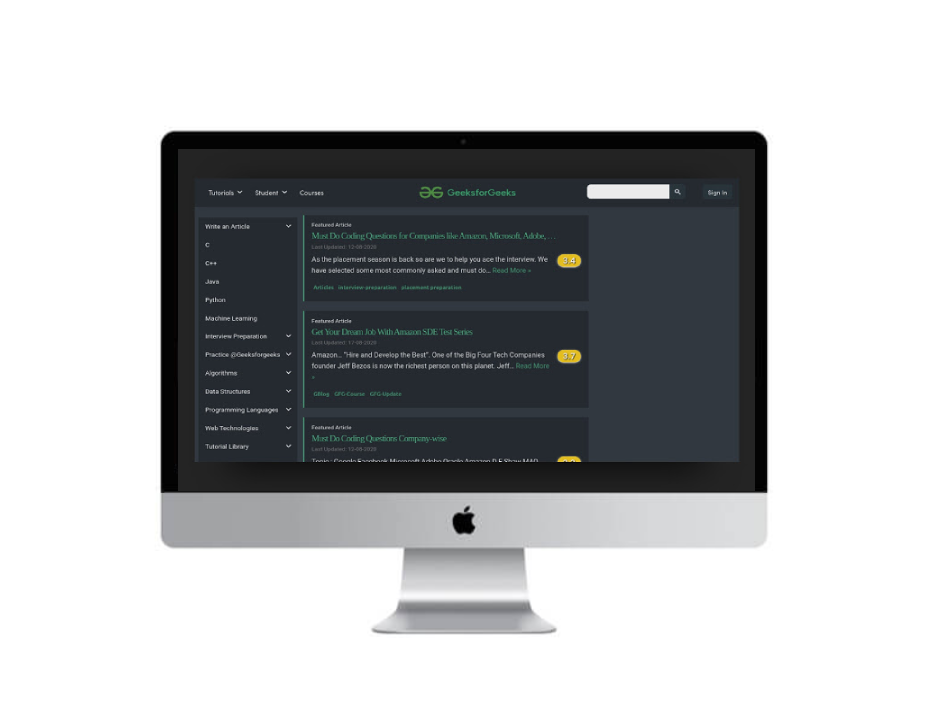 Tutorials Student Courses GeeksforGeeks Sign In
Write an Article
C
C++
Java
Python
Machine Learning
Interview Preparation
Practice @Geeksforgeeks
Algorithms
Data Structures
Programming Languages
Web Technologies
Tutorial Library
Featured Article
Must Do Coding Questions for Companies like Amazon, Microsoft, Adobe, ...
Last Updated: 12-08-2020
As the placement season is back so are we to help you ace the interview. We
have selected some most commonly asked and must do... Read More »
3.4
Articles interview-preparation placement preparation
Featured Article
Get Your Dream Job With Amazon SDE Test Series
Last Updated: 17-08-2020
Amazon... "Hire and Develop the Best". One of the Big Four Tech Companies
founder Jeff Bezos is now the richest person on this planet. Jeff... Read More
»
3.7
GBlog GFG-Course GFG-Update
Featured Article
Must Do Coding Questions Company-wise
Last Updated: 12-08-2020